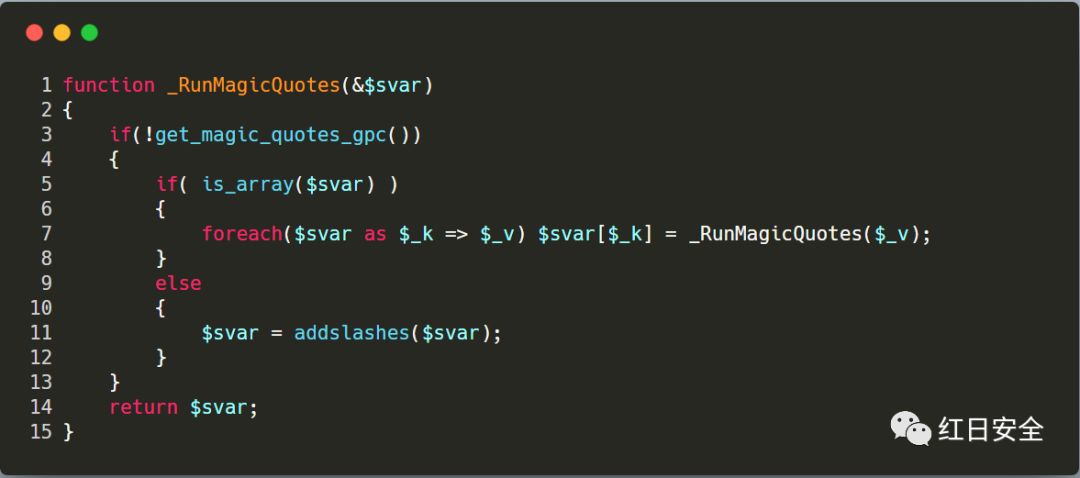 1 function _RunMagicQuotes(&$svar)
2 {
3     if(!get_magic_quotes_gpc())
4     {
5         if( is_array($svar) )
6         {
7             foreach($svar as $_k => $_v) $svar[$_k] = _RunMagicQuotes($_v);
8         }
9         else
10         {
11             $svar = addslashes($svar);
12         }
13     }
14     return $svar;
15 }
红日安全